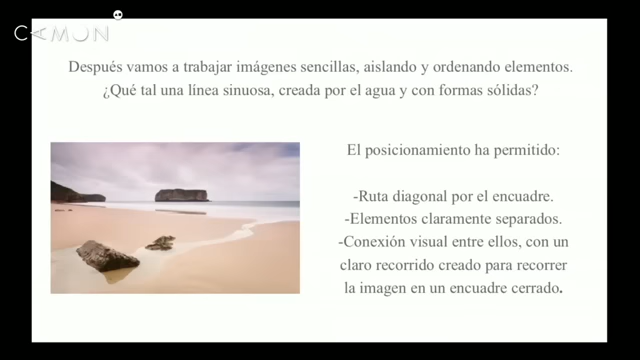 CAMON
Después vamos a trabajar imágenes sencillas, aislando y ordenando elementos.
¿Qué tal una línea sinuosa, creada por el agua y con formas sólidas?
El posicionamiento ha permitido:
-Ruta diagonal por el encuadre.
-Elementos claramente separados.
-Conexión visual entre ellos, con un
claro recorrido creado para recorrer
la imagen en un encuadre cerrado.